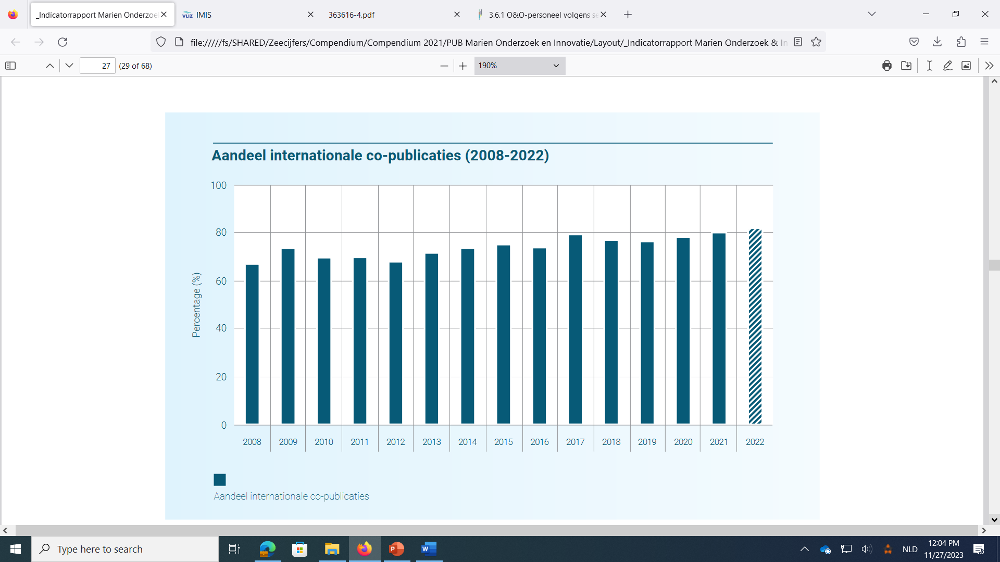 _Indicatorrapport Marien Onderzoe
IMIS
363616-4.pdf
3.6.1 O&O-personeel volgens se
file://///fs/SHARED/Zeecijfers/Compendium/Compendium 2021/PUB Marien Onderzoek en Innovatie/Layout/_Indicatorrapport Marien Onderzoek & In
27 (29 of 68)
190%
Aandeel internationale co-publicaties (2008-2022)
100
80
60
40
20
0
Percentage (%)
2008 2009 2010 2011 2012 2013 2014 2015 2016 2017 2018 2019 2020 2021 2022
Aandeel internationale co-publicaties
Type here to search
NLD
12:04 PM
11/27/2023